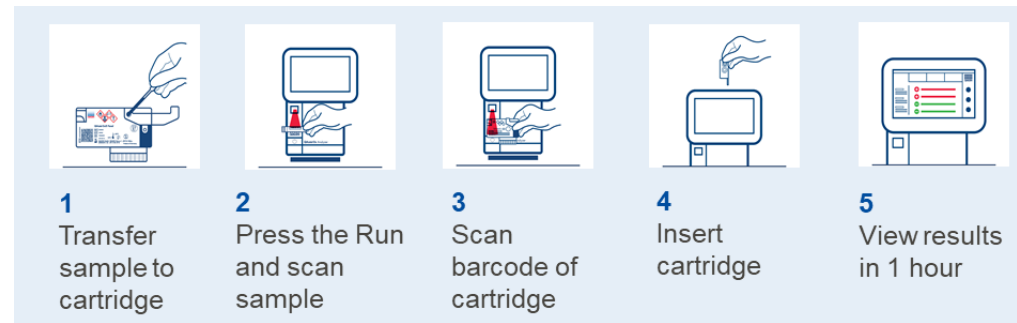 1
Transfer
sample to
cartridge
2
Press the Run
and scan
sample
3
Scan
barcode of
cartridge
4
Insert
cartridge
5
View results
in 1 hour